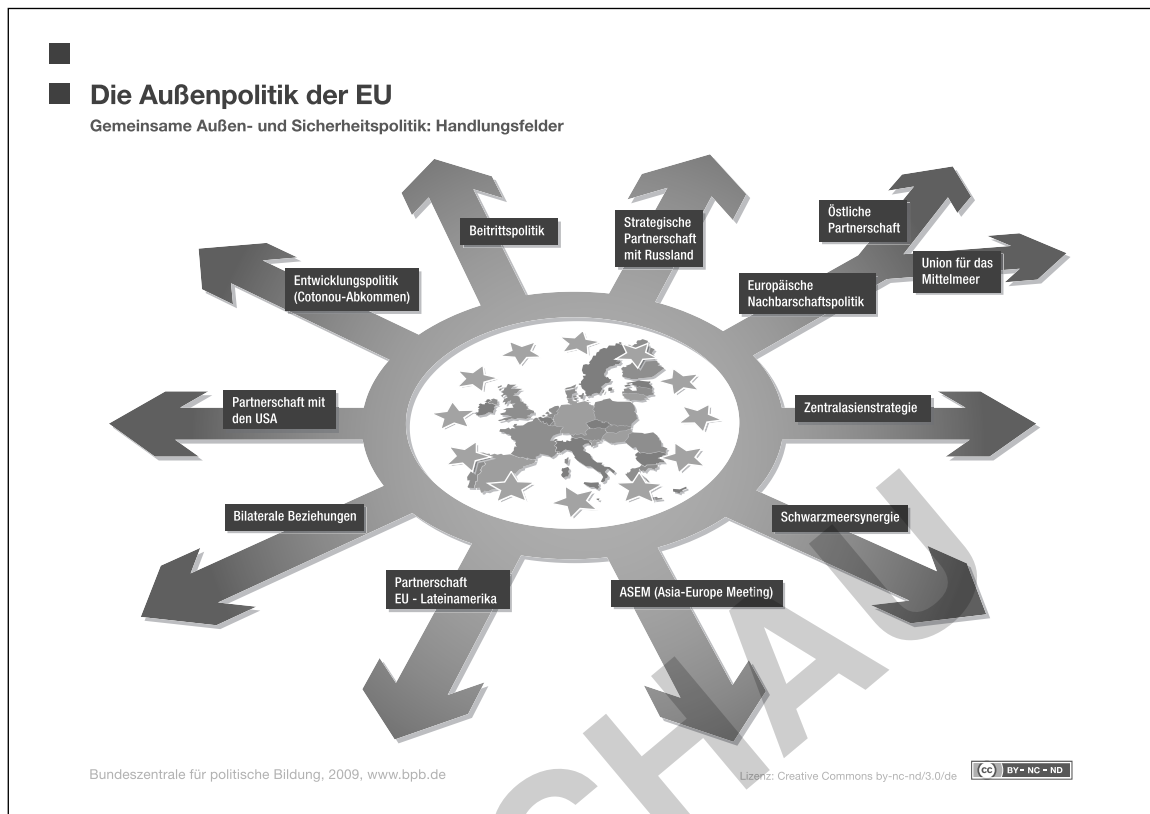 Die Außenpolitik der EU
Gemeinsame Außen- und Sicherheitspolitik: Handlungsfelder
Beitrittspolitik
Strategische
Partnerschaft
mit Russland
Östliche
Partnerschaft
Union für das
Mittelmeer
Europäische
Nachbarschaftspolitik
Entwicklungspolitik
(Cotonou-Abkommen)
Partnerschaft mit
den USA
Zentralasienstrategie
Bilaterale Beziehungen
Schwarzmeersynergie
Partnerschaft
EU - Lateinamerika
ASEM (Asia-Europe Meeting)
CHAU
Bundeszentrale für politische Bildung, 2009, www.bpb.de
Lizenz: Creative Commons by-nc-nd/3.0/de
cc BY - NC - ND